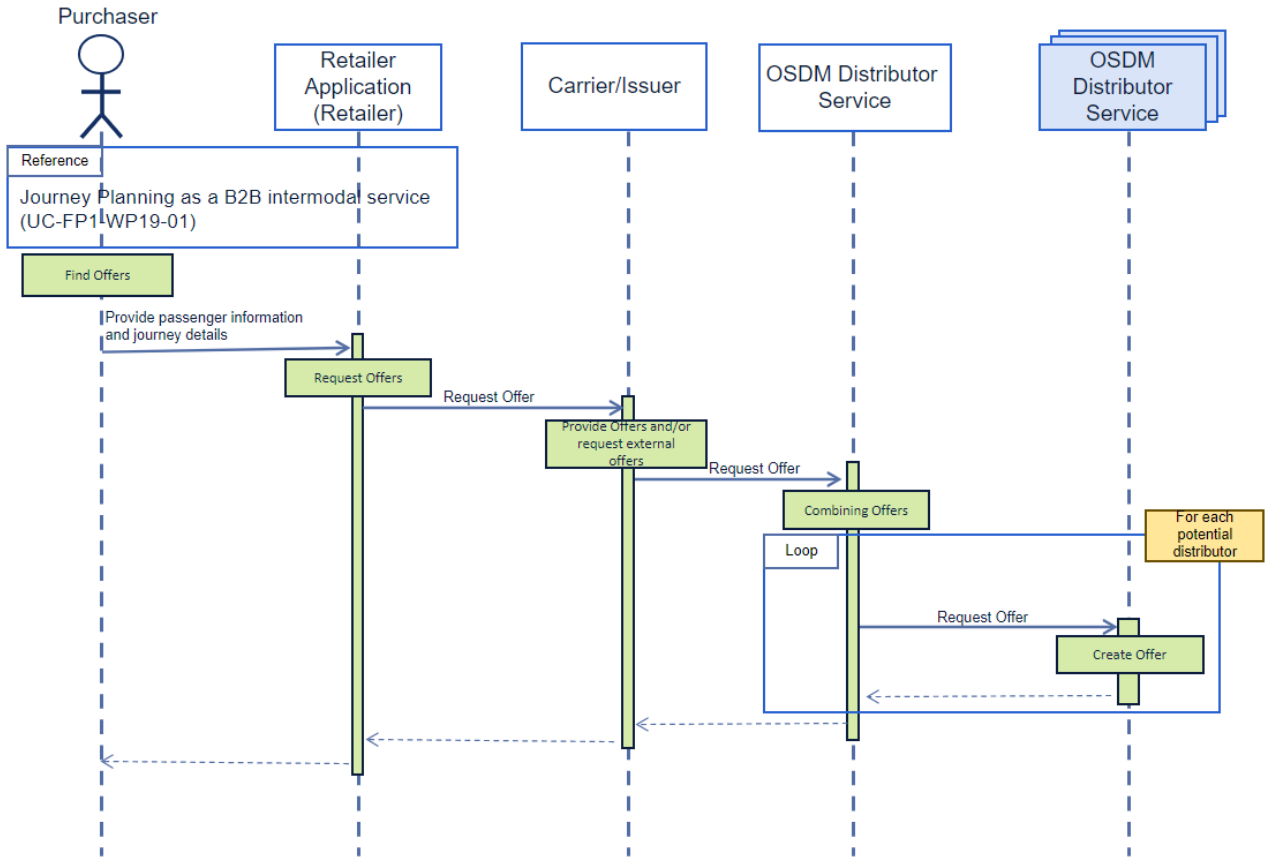 Purchaser
Retailer
Application
(Retailer)
Carrier/Issuer
OSDM Distributor
Service
OSDM
Distributor
Service
Reference
Journey Planning as a B2B intermodal service
(UC-FP1-WP19-01)
Find Offers
Provide passenger information
and journey details
Request Offers
Request Offer
Provide Offers and/or
request external
offers
Request Offer
Combining Offers
For each
potential
distributor
Loop
Request Offer
Create Offer